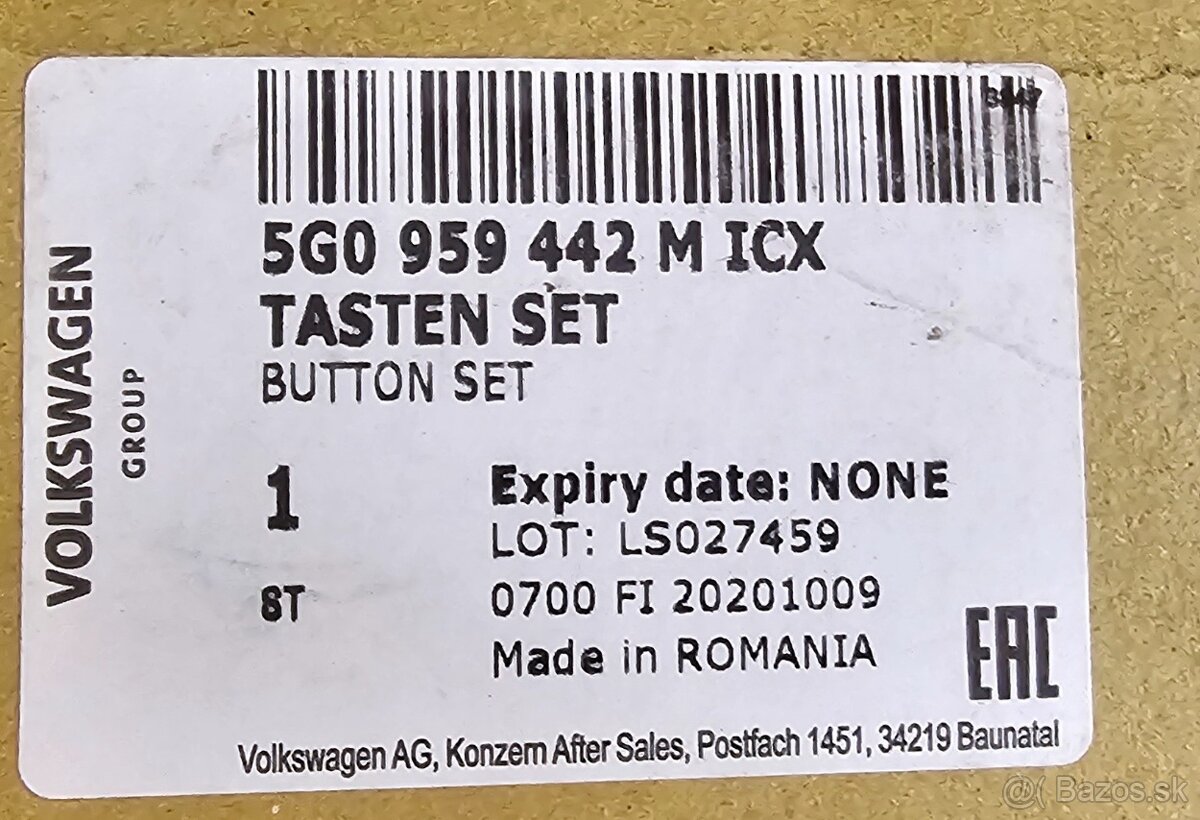 5G0 959 442 M ICX
TASTEN SET
BUTTON SET
VOLKSWAGEN
GROUP
1
Expiry date: NONE
LOT: LS027459
8T
0700 FI 20201009
Made in ROMANIA
EAC
Volkswagen AG, Konzern After Sales, Postfach 1451, 34219 Baunatal
@( Bazos.sk